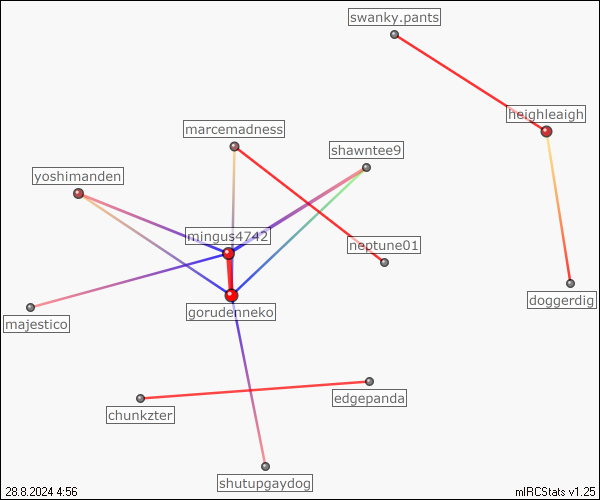 swanky.pants
heighleaigh
marcemadness
shawntee9
yoshimanden
mingus4742
neptune01
doggerdig
gorudenneko
majestico
edgepanda
chunkzter
shutupgaydog
28.8.2024 4:56
mIRCStats v1.25